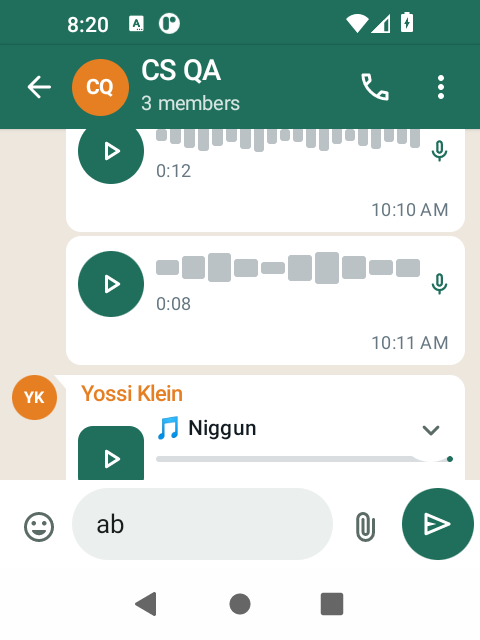 8:20
CQ
CS QA
3 members
0:12
10:10 AM
0:08
10:11 AM
YK
Yossi Klein
🎵 Niggun
ab